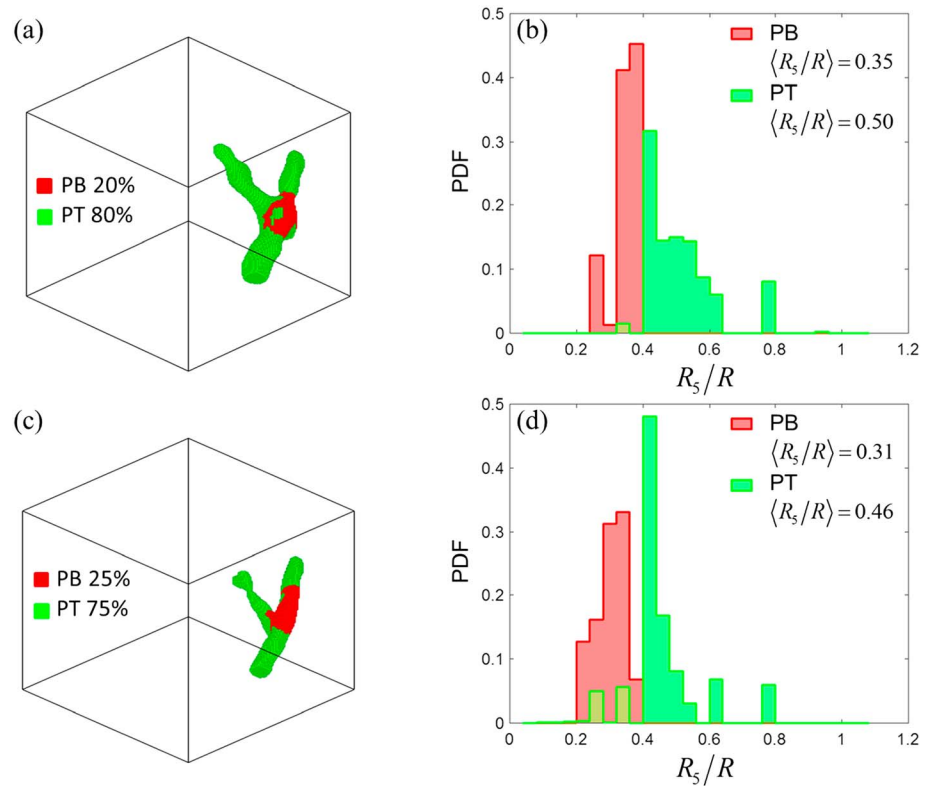 (a)
PB 20%
PT 80%
(b)
PDF
0.5
0.4
0.3
0.2
0.1
0
0 0.2 0.4 0.6 0.8 1 1.2
R₅/R
PB
⟨R₅/R⟩ = 0.35
PT
⟨R₅/R⟩ = 0.50
(c)
PB 25%
PT 75%
(d)
PDF
0.5
0.4
0.3
0.2
0.1
0
0 0.2 0.4 0.6 0.8 1 1.2
R₅/R
PB
⟨R₅/R⟩ = 0.31
PT
⟨R₅/R⟩ = 0.46